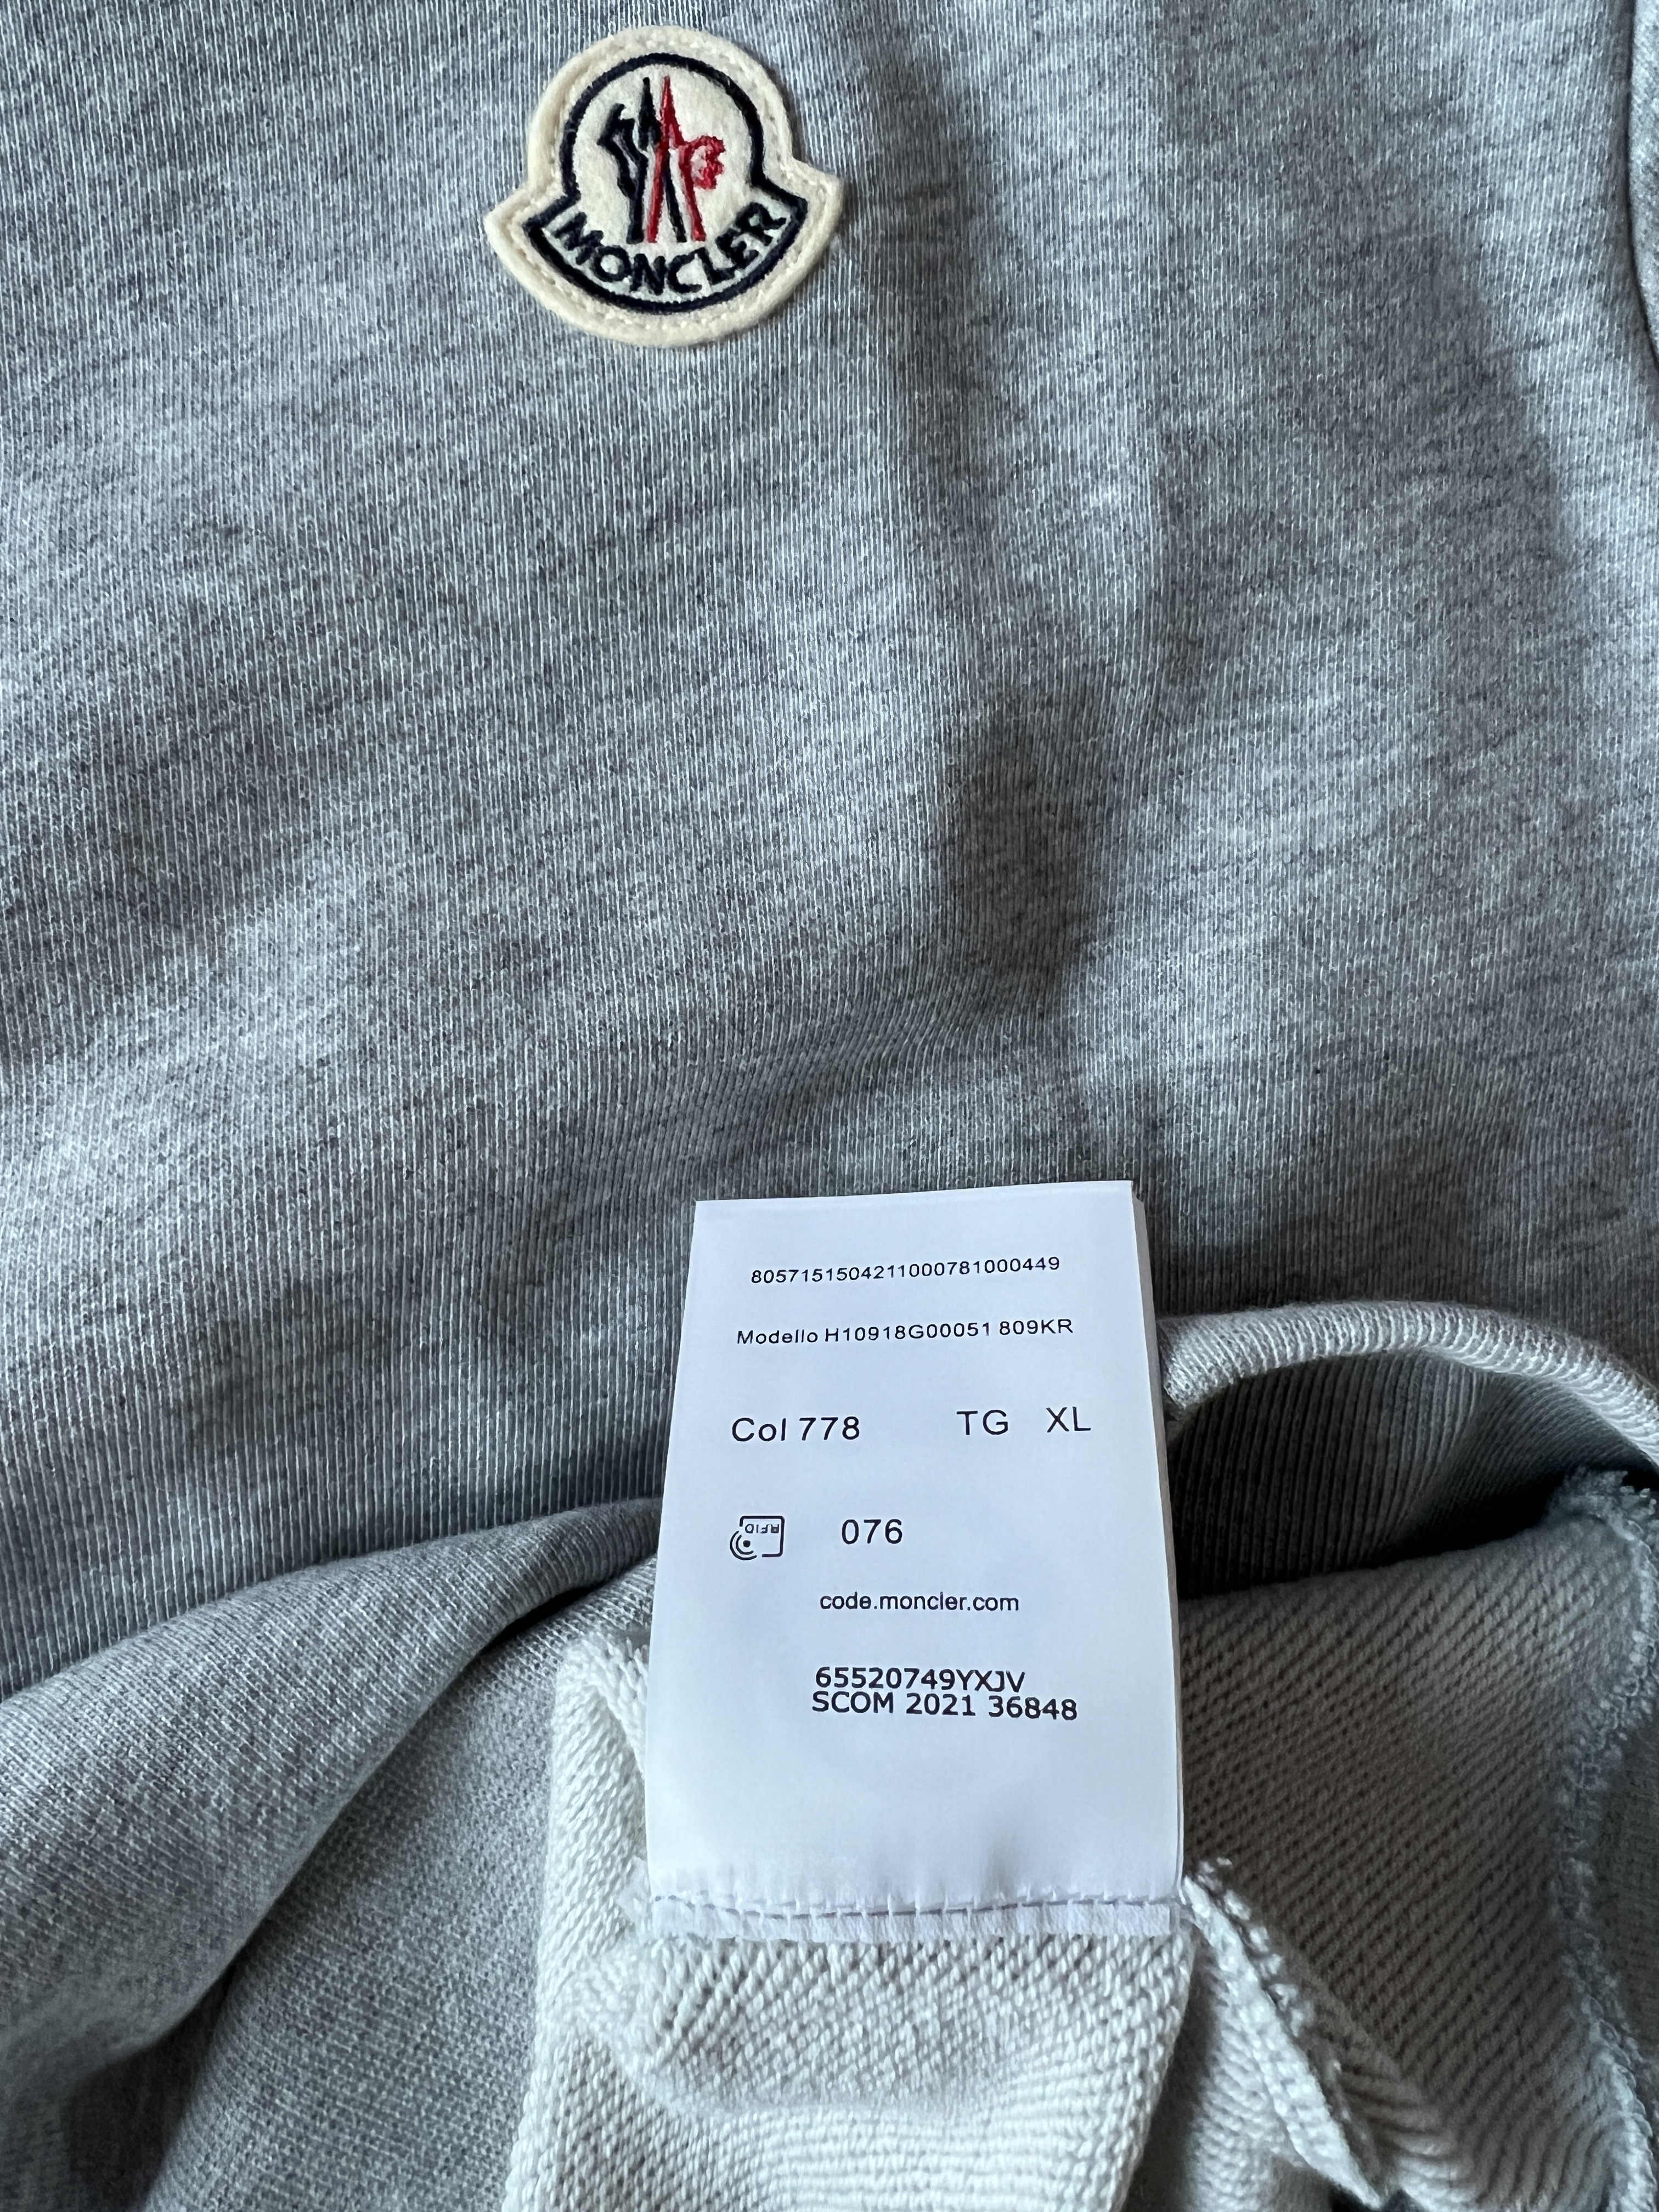 MONCLER
8057151504211000781000449
Modello H10918G00051 809KR
Col 778 TG XL
RFID 076
code.moncler.com
65520749YXJV
SCOM 2021 36848